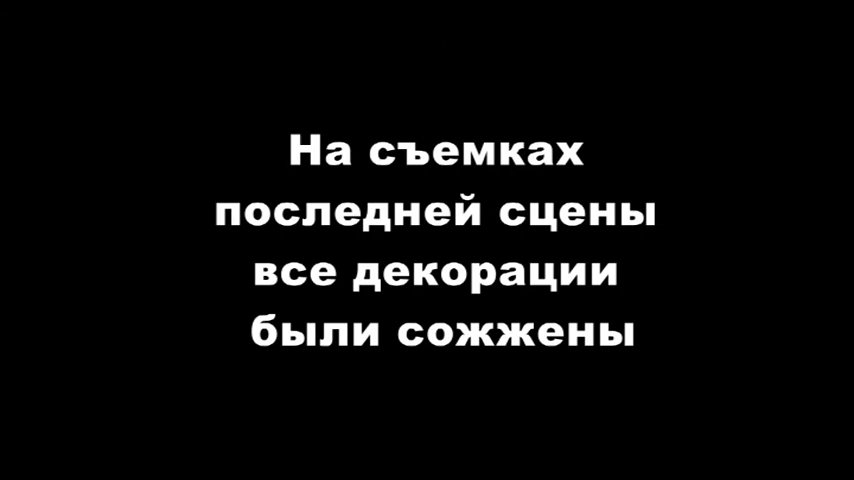 На съемках
последней сцены
все декорации
были сожжены